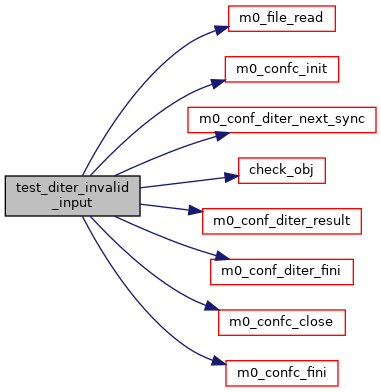 m0_file_read
m0_confc_init
m0_conf_diter_next_sync
check_obj
test_diter_invalid
_input
m0_conf_diter_result
m0_conf_diter_fini
m0_confc_close
m0_confc_fini